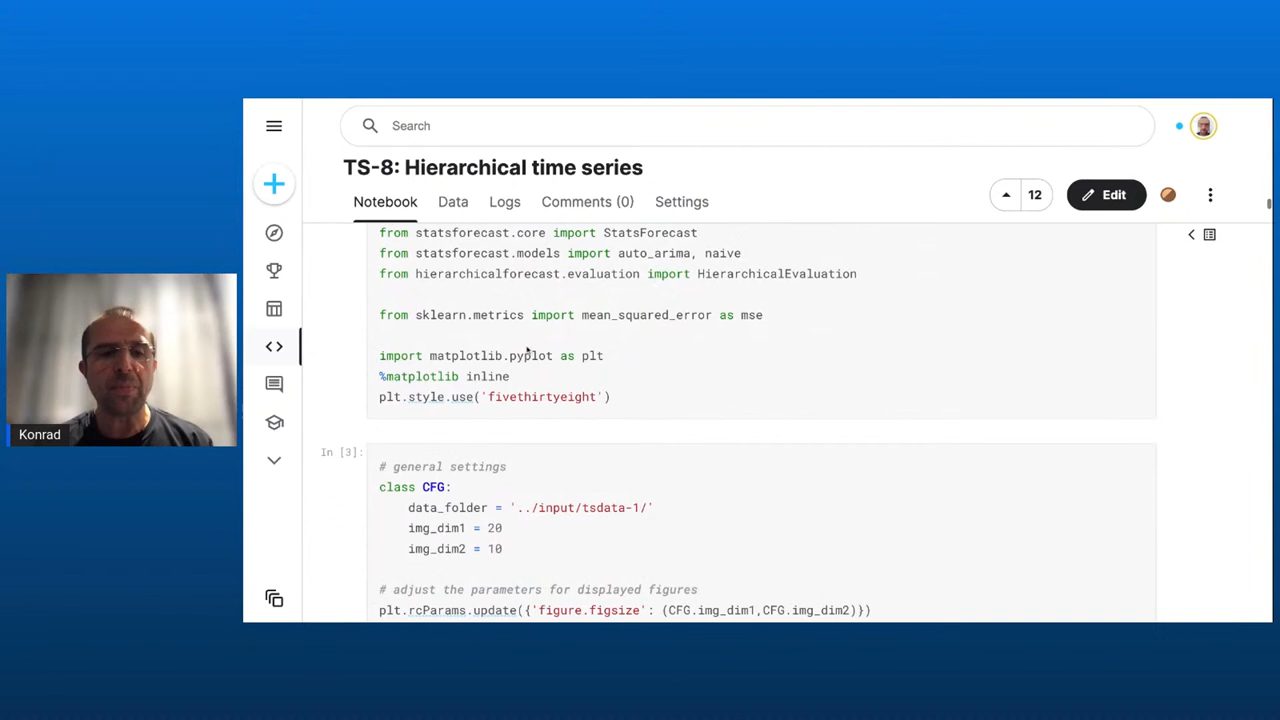 Search
TS-8: Hierarchical time series
12
Edit
Notebook
Data
Logs
Comments (0)
Settings
from statsforecast.core import StatsForecast
from statsforecast.models import auto_arima, naive
from hierarchicalforecast.evaluation import HierarchicalEvaluation
from sklearn.metrics import mean_squared_error as mse
import matplotlib.pyplot as plt
%matplotlib inline
plt.style.use('fivethirtyeight')
In [3]:
# general settings
class CFG:
data_folder = '../input/tsdata-1/'
img_dim1 = 20
img_dim2 = 10
# adjust the parameters for displayed figures
plt.rcParams.update({'figure.figsize': (CFG.img_dim1,CFG.img_dim2)})
Konrad